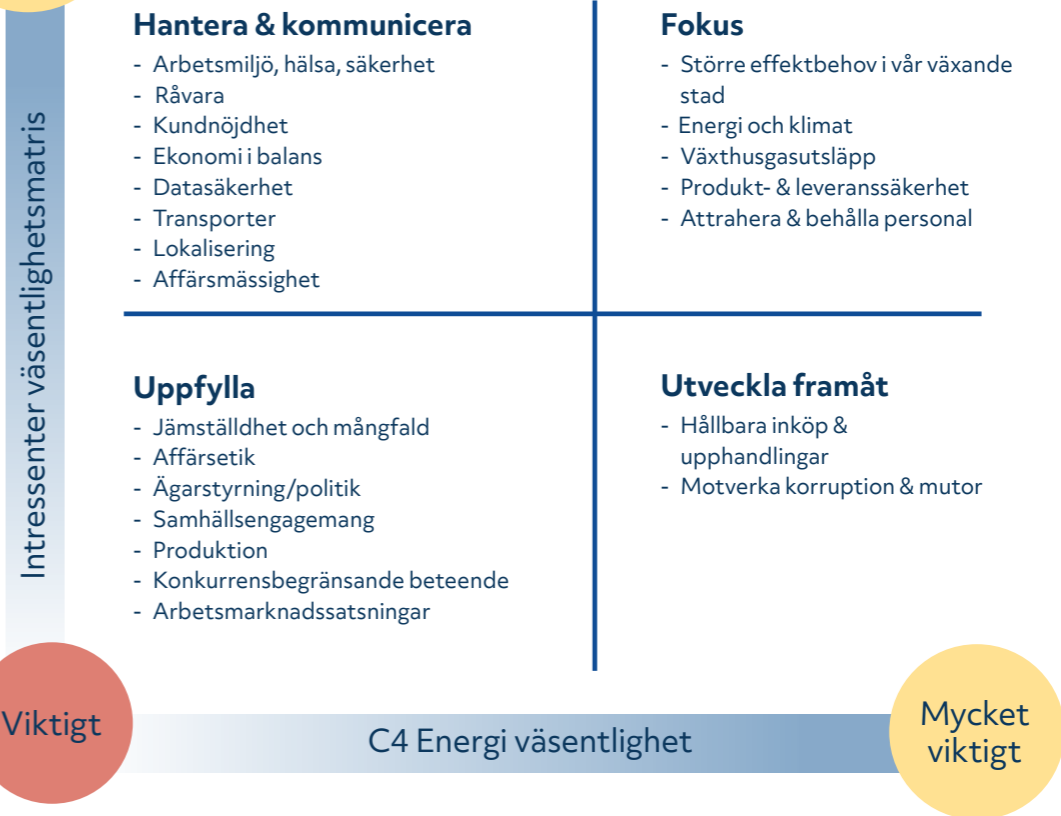 Intressenter väsentlighetsmatris
Hantera & kommunicera
- Arbetsmiljö, hälsa, säkerhet
- Råvara
- Kundnöjdhet
- Ekonomi i balans
- Datasäkerhet
- Transporter
- Lokalisering
- Affärsmässighet
Fokus
- Större effektbehov i vår växande
stad
- Energi och klimat
- Växthusgasutsläpp
- Produkt- & leveranssäkerhet
- Attrahera & behålla personal
Uppfylla
- Jämställdhet och mångfald
- Affärsetik
- Ägarstyrning/politik
- Samhällsengagemang
- Produktion
- Konkurrensbegränsande beteende
- Arbetsmarknadssatsningar
Utveckla framåt
- Hållbara inköp &
upphandlingar
- Motverka korruption & mutor
Viktigt
C4 Energi väsentlighet
Mycket
viktigt